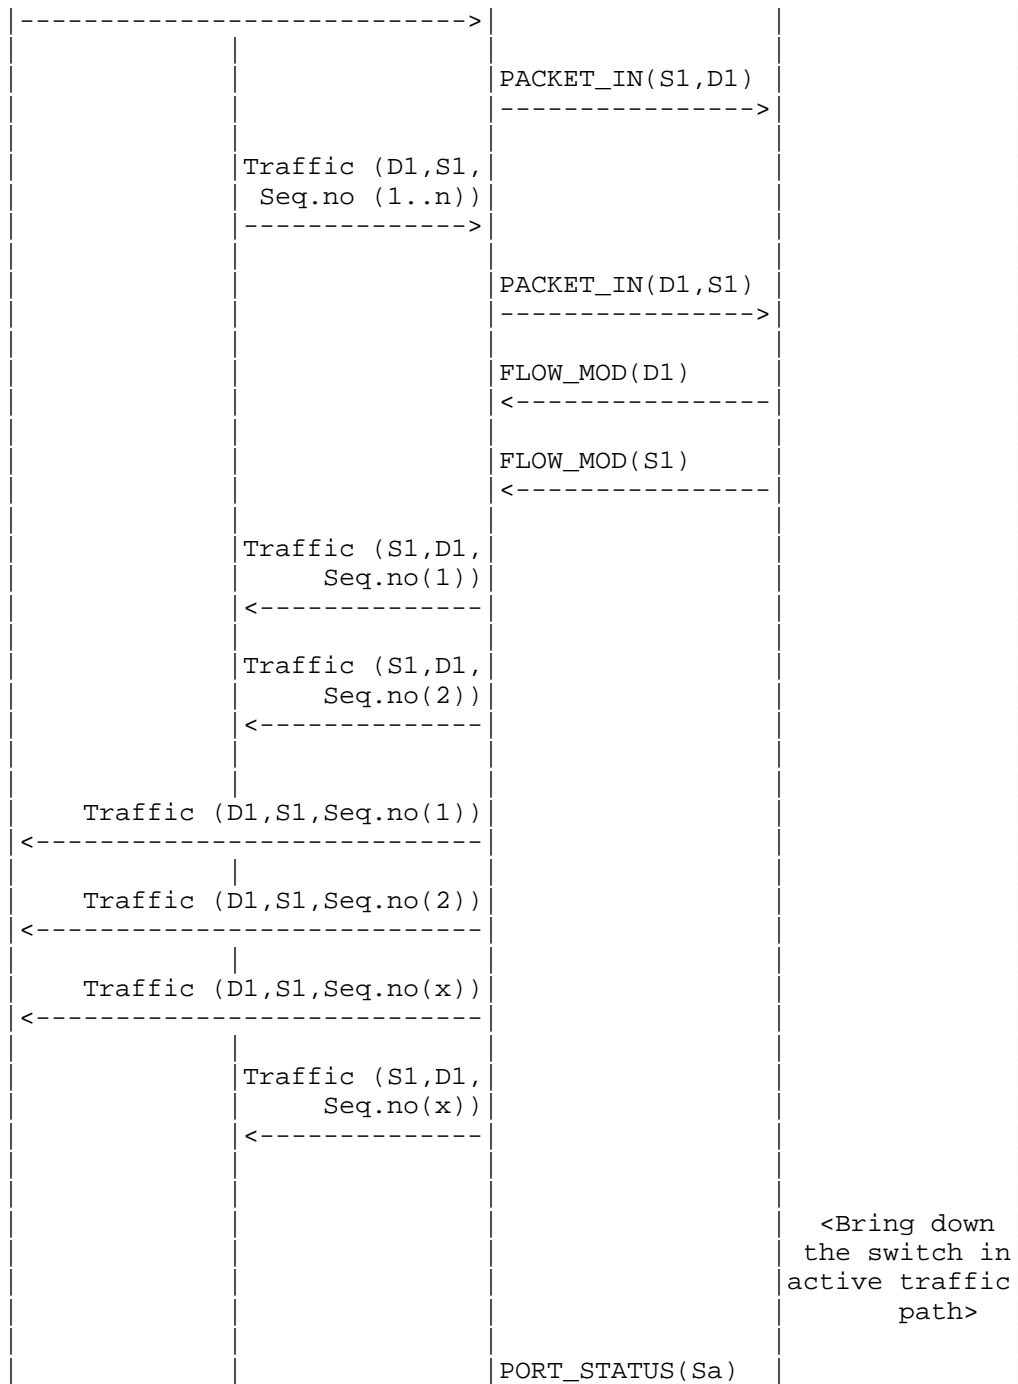 PACKET_IN(S1,D1)
Traffic (D1,S1,
Seq.no (1..n))
PACKET_IN(D1,S1)
FLOW_MOD(D1)
FLOW_MOD(S1)
Traffic (S1,D1,
Seq.no(1))
Traffic (S1,D1,
Seq.no(2))
Traffic (D1,S1,Seq.no(1))
Traffic (D1,S1,Seq.no(2))
Traffic (D1,S1,Seq.no(x))
Traffic (S1,D1,
Seq.no(x))
<Bring down
the switch in
active traffic
path>
PORT_STATUS(Sa)